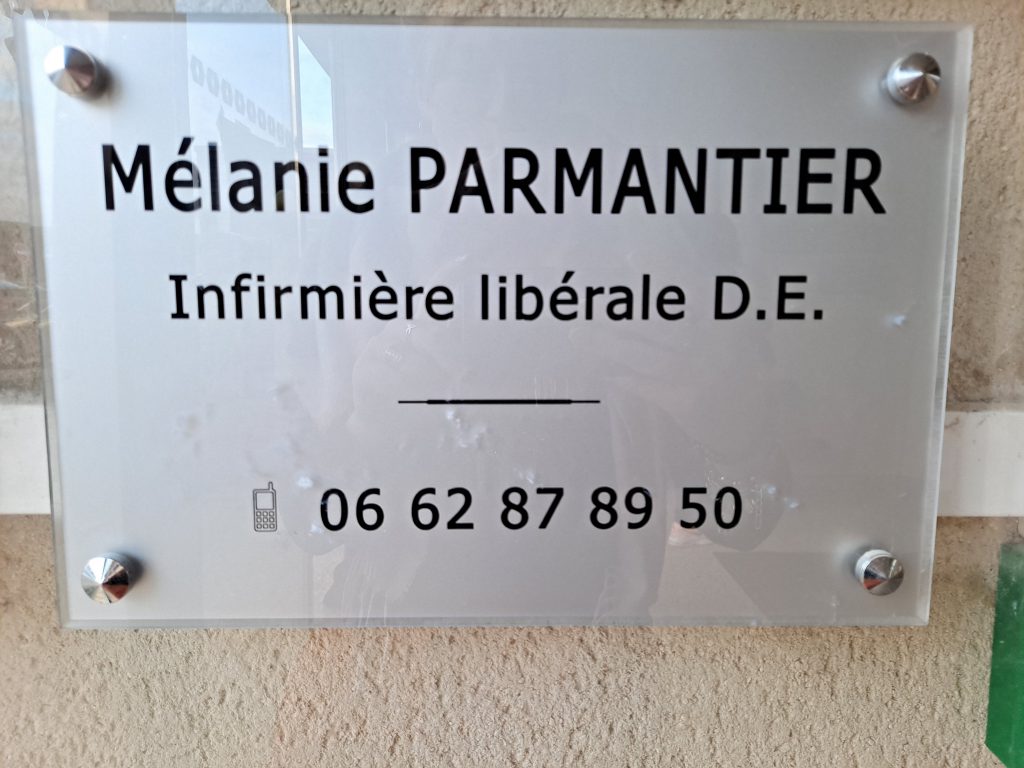 Mélanie PARMANTIER
Infirmière libérale D.E.
06 62 87 89 50